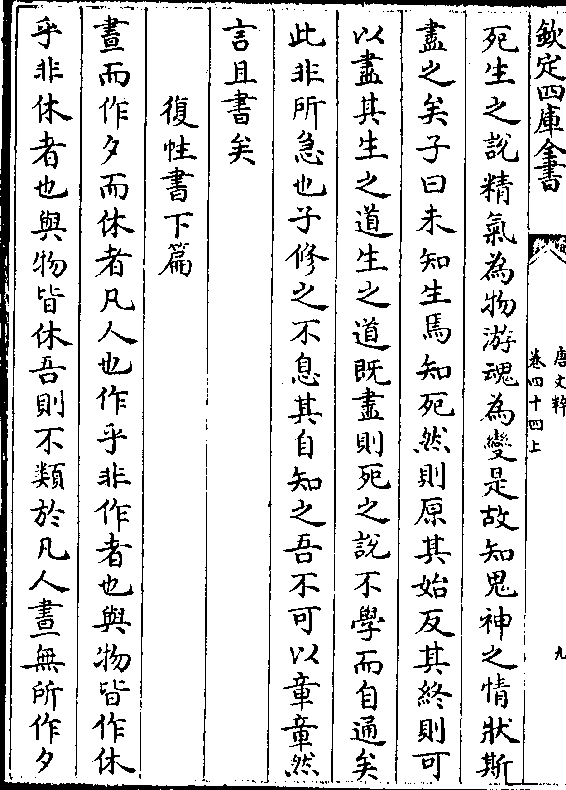 欽定四庫全書
唐文粹
卷四十四上
九
死生之說精氣為物游魂為變是故知鬼神之情狀斯
盡之矣子曰未知生焉知死然則原其始反其終則可
以盡其生之道生之道既盡則死之說不學而自通矣
此非所急也子修之不息其自知之吾不可以章章然
言且書矣
復性書下篇
晝而作夕而休者凡人也作乎非作者也與物皆作休
乎非休者也與物皆休吾則不類於凡人晝無所作夕